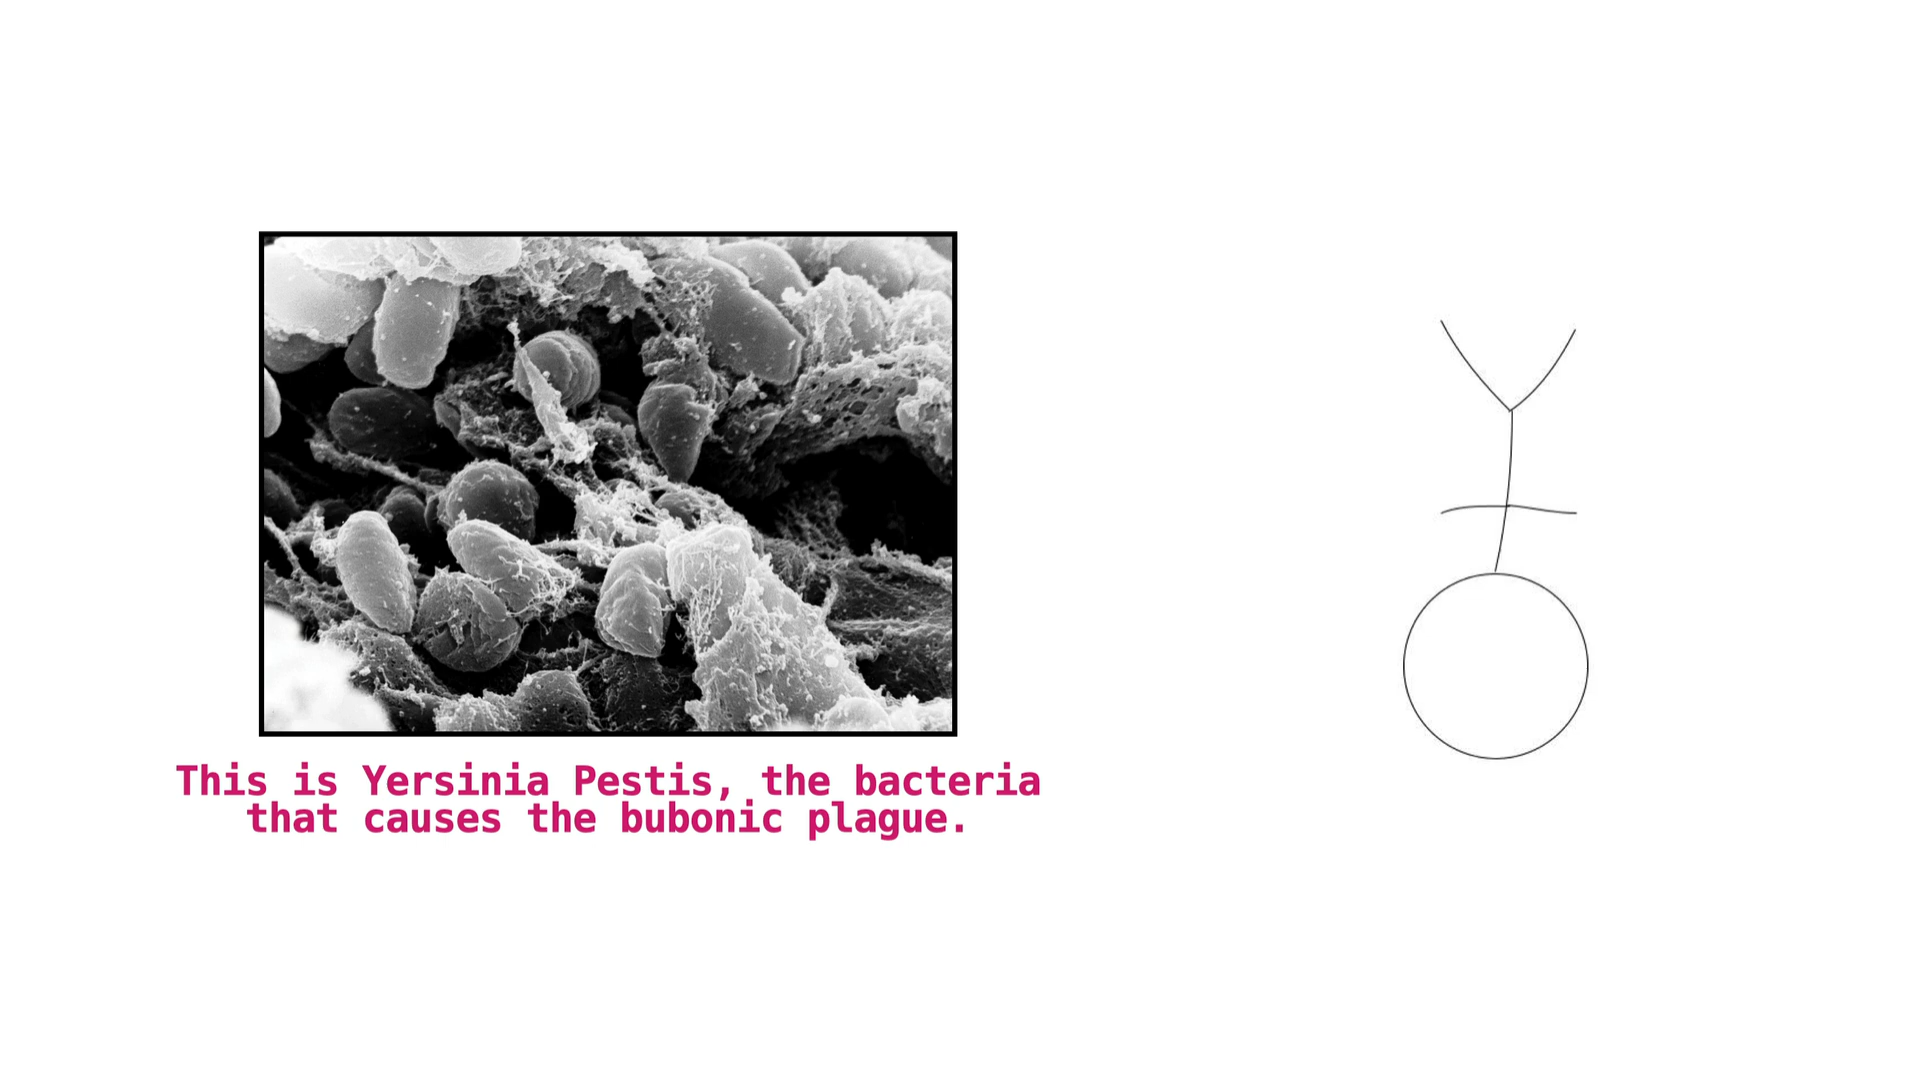 This is Yersinia Pestis, the bacteria
that causes the bubonic plague.